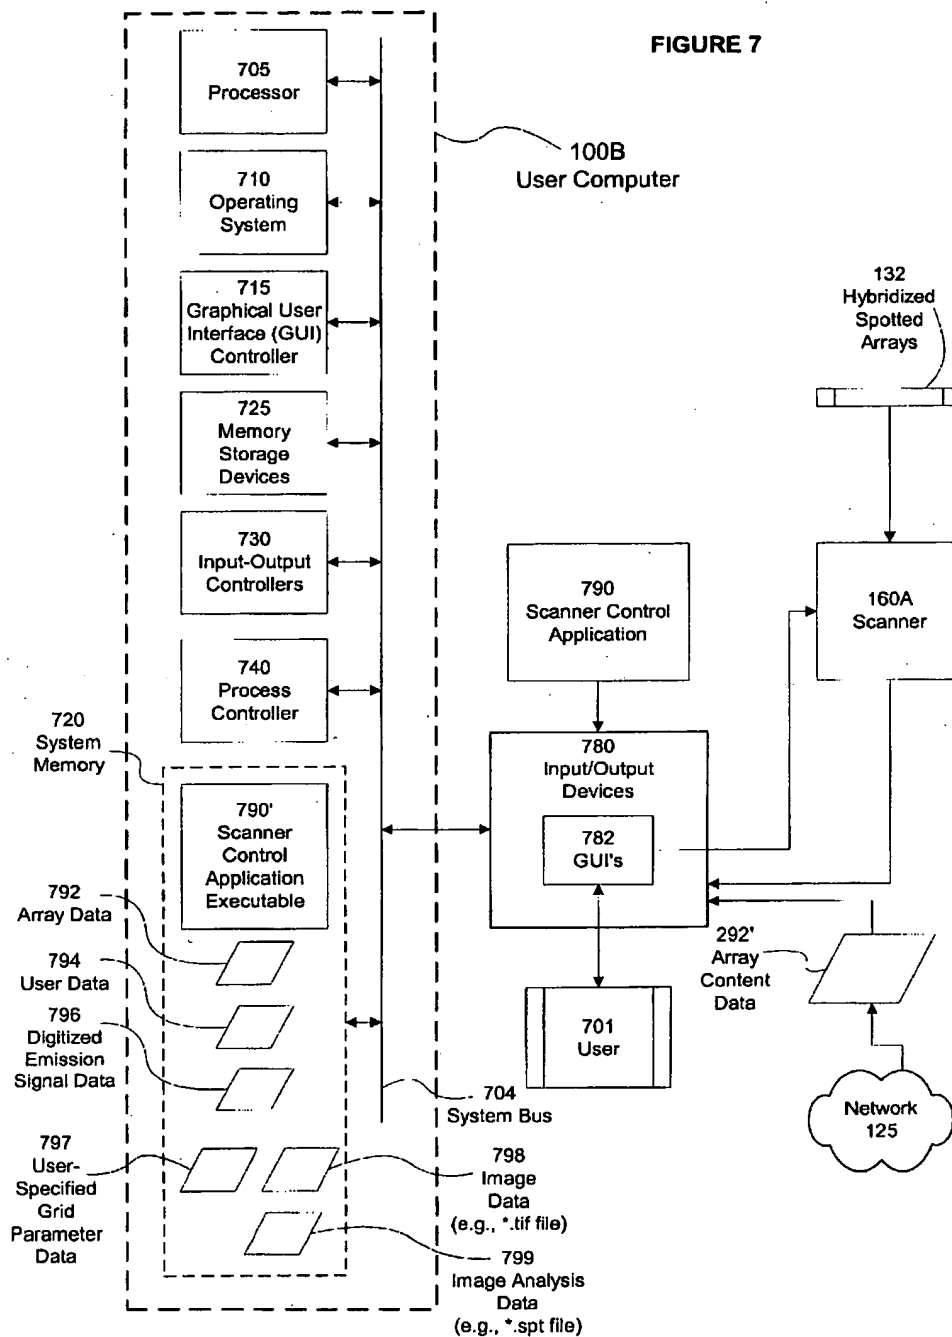 FIGURE 7
705
Processor
100B
User Computer
710
Operating
System
715
Graphical User
Interface (GUI)
Controller
132
Hybridized
Spotted
Arrays
725
Memory
Storage
Devices
730
Input-Output
Controllers
790
Scanner Control
Application
160A
Scanner
740
Process
Controller
720
System
Memory
780
Input/Output
Devices
782
GUI's
790'
Scanner
Control
Application
Executable
792
Array Data
794
User Data
796
Digitized
Emission
Signal Data
292'
Array
Content
Data
701
User
704
System Bus
Network
125
797
User-
Specified
Grid
Parameter
Data
798
Image
Data
(e.g., *.tif file)
799
Image Analysis
Data
(e.g., *.spt file)